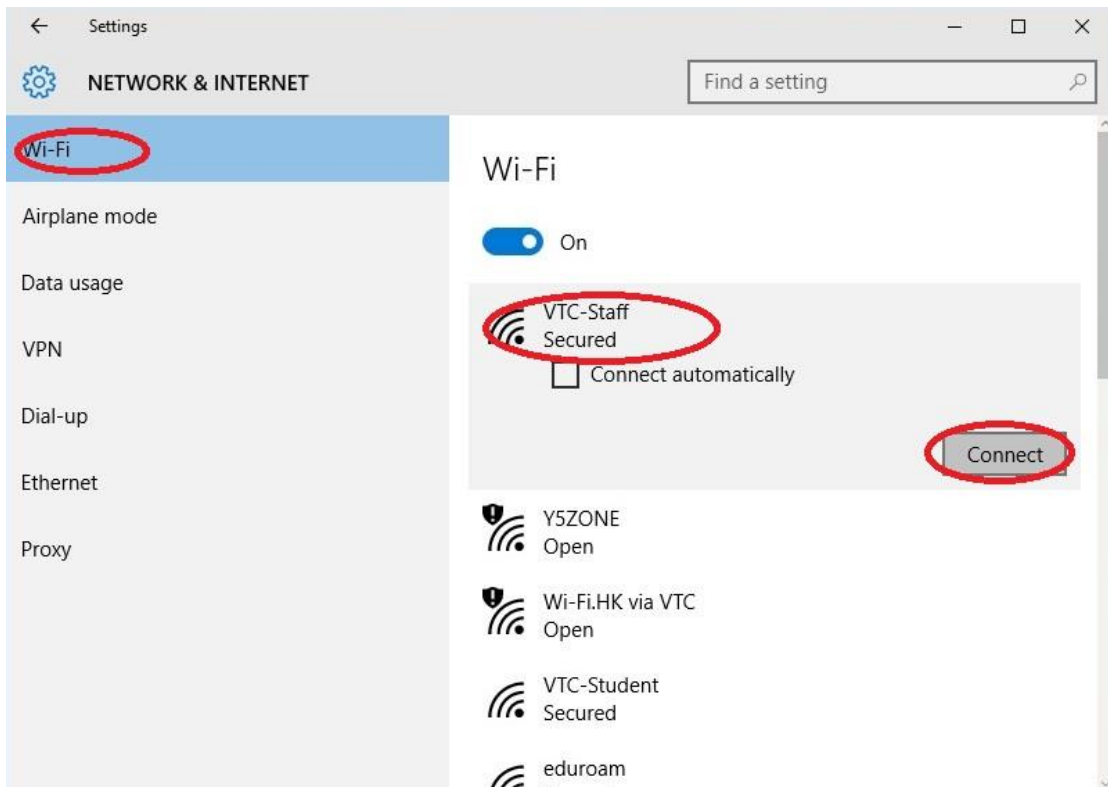 Settings
NETWORK & INTERNET
Find a setting
Wi-Fi
Airplane mode
Data usage
VPN
Dial-up
Ethernet
Proxy
Wi-Fi
On
VTC-Staff
Secured
Connect automatically
Connect
Y5ZONE
Open
Wi-Fi.HK via VTC
Open
VTC-Student
Secured
eduroam